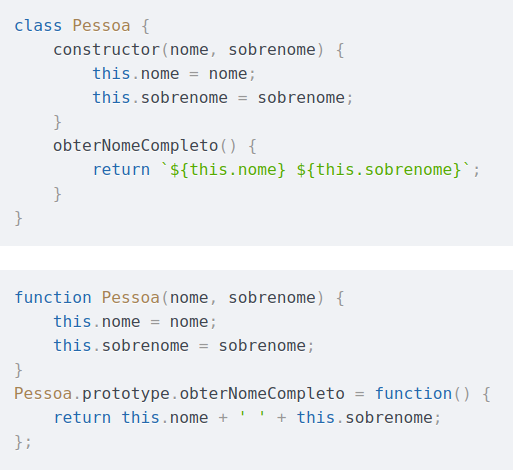 class Pessoa {
    constructor(nome, sobrenome) {
        this.nome = nome;
        this.sobrenome = sobrenome;
    }
    obterNomeCompleto() {
        return `${this.nome} ${this.sobrenome}`;
    }
}
function Pessoa(nome, sobrenome) {
    this.nome = nome;
    this.sobrenome = sobrenome;
}
Pessoa.prototype.obterNomeCompleto = function() {
    return this.nome + ' ' + this.sobrenome;
};